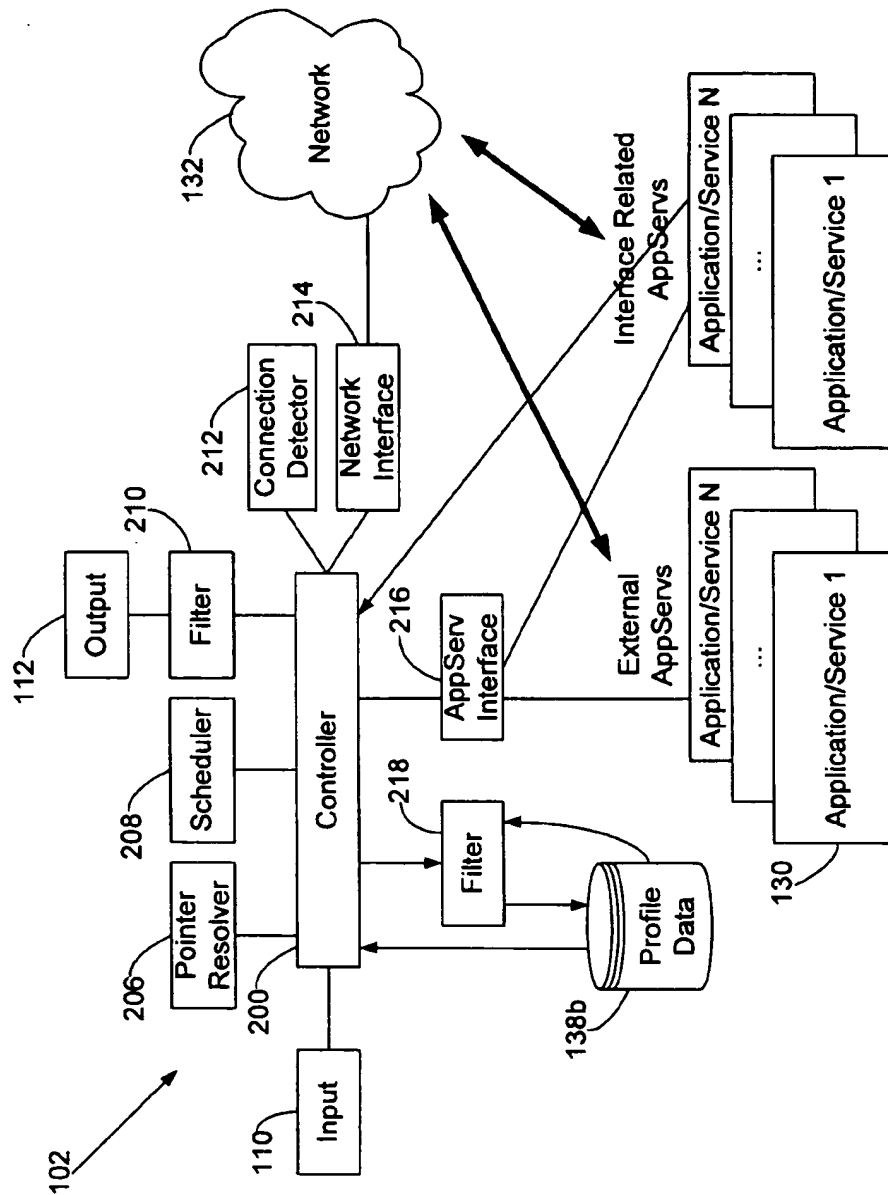 102
110
Input
200
Controller
206
Pointer
Resolver
208
Scheduler
112
Output
210
Filter
212
Connection
Detector
214
Network
Interface
132
Network
216
AppServ
Interface
218
Filter
138b
Profile
Data
External
AppServs
Application/Service N
...
Application/Service 1
130
Interface Related
AppServs
Application/Service N
...
Application/Service 1